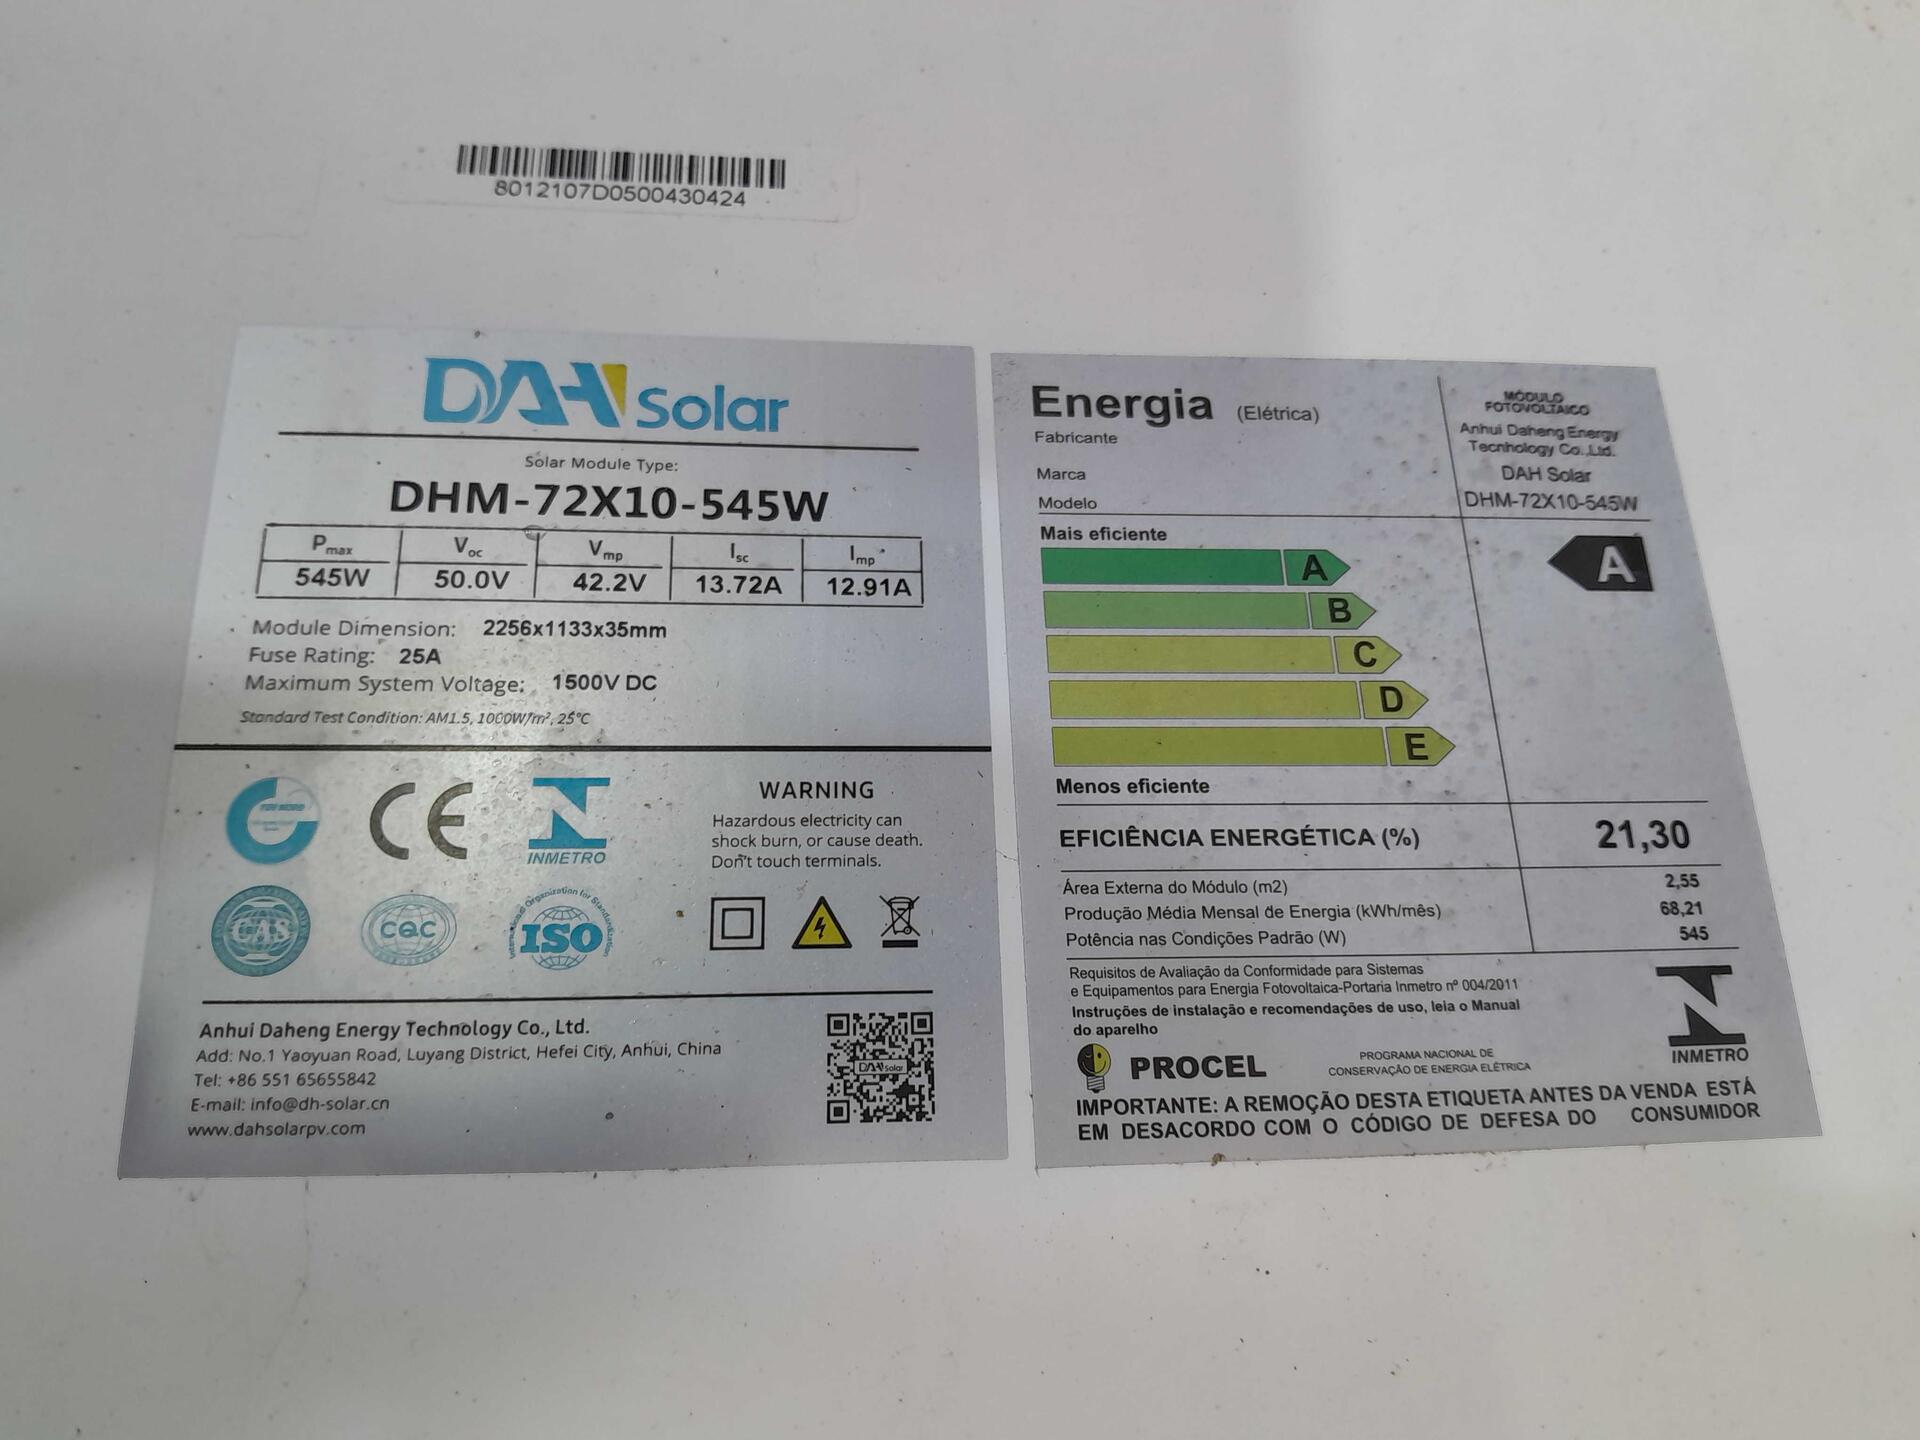 8012107D0500430424
DAH Solar
Solar Module Type:
DHM-72X10-545W
Pmax Voc Vmp Isc Imp
545W 50.0V 42.2V 13.72A 12.91A
Module Dimension: 2256x1133x35mm
Fuse Rating: 25A
Maximum System Voltage: 1500V DC
Standard Test Condition: AM1.5, 1000W/m², 25°C
TUV NORD
CE
INMETRO
WARNING
Hazardous electricity can
shock burn, or cause death.
Don't touch terminals.
CQC
International Organization for Standardization
ISO
Anhui Daheng Energy Technology Co., Ltd.
Add: No.1 Yaoyuan Road, Luyang District, Hefei City, Anhui, China
Tel: +86 551 65655842
E-mail: info@dh-solar.cn
www.dahsolarpv.com
DAH Solar
Energia (Elétrica)
MÓDULO
FOTOVOLTAICO
Fabricante
Anhui Daheng Energy
Tecnhology Co.,Ltd.
Marca DAH Solar
Modelo DHM-72X10-545W
Mais eficiente
A A
B
C
D
E
Menos eficiente
EFICIÊNCIA ENERGÉTICA (%) 21,30
Área Externa do Módulo (m2) 2,55
Produção Média Mensal de Energia (kWh/mês) 68,21
Potência nas Condições Padrão (W) 545
Requisitos de Avaliação da Conformidade para Sistemas
e Equipamentos para Energia Fotovoltaica-Portaria Inmetro nº 004/2011
Instruções de instalação e recomendações de uso, leia o Manual
do aparelho
INMETRO
PROCEL
PROGRAMA NACIONAL DE
CONSERVAÇÃO DE ENERGIA ELÉTRICA
IMPORTANTE: A REMOÇÃO DESTA ETIQUETA ANTES DA VENDA ESTÁ
EM DESACORDO COM O CÓDIGO DE DEFESA DO CONSUMIDOR